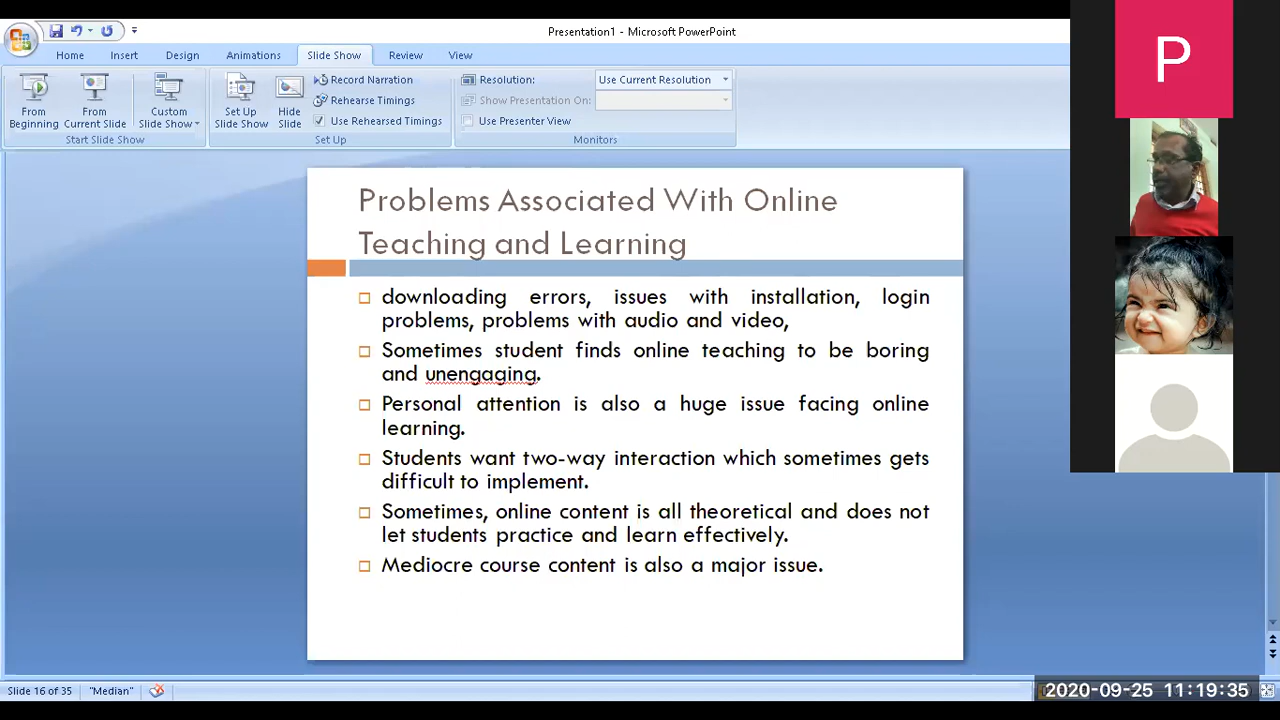 Presentation1 - Microsoft PowerPoint
Home Insert Design Animations Slide Show Review View
From Beginning
From Current Slide
Custom Slide Show
Start Slide Show
Set Up Slide Show
Hide Slide
Record Narration
Rehearse Timings
Use Rehearsed Timings
Set Up
Resolution: Use Current Resolution
Show Presentation On:
Use Presenter View
Monitors
P
Problems Associated With Online
Teaching and Learning
downloading errors, issues with installation, login
problems, problems with audio and video,
Sometimes student finds online teaching to be boring
and unengaging.
Personal attention is also a huge issue facing online
learning.
Students want two-way interaction which sometimes gets
difficult to implement.
Sometimes, online content is all theoretical and does not
let students practice and learn effectively.
Mediocre course content is also a major issue.
Slide 16 of 35 "Median"
2020-09-25 11:19:35